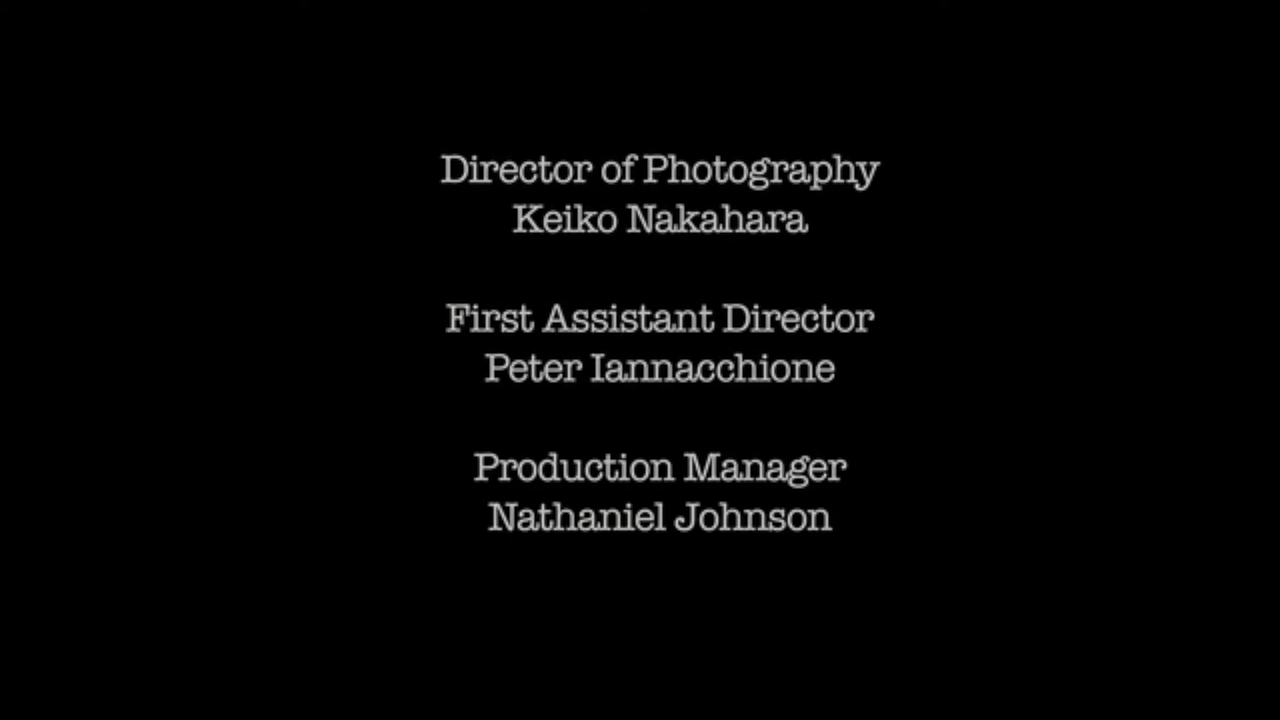 Director of Photography
Keiko Nakahara
First Assistant Director
Peter Iannacchione
Production Manager
Nathaniel Johnson